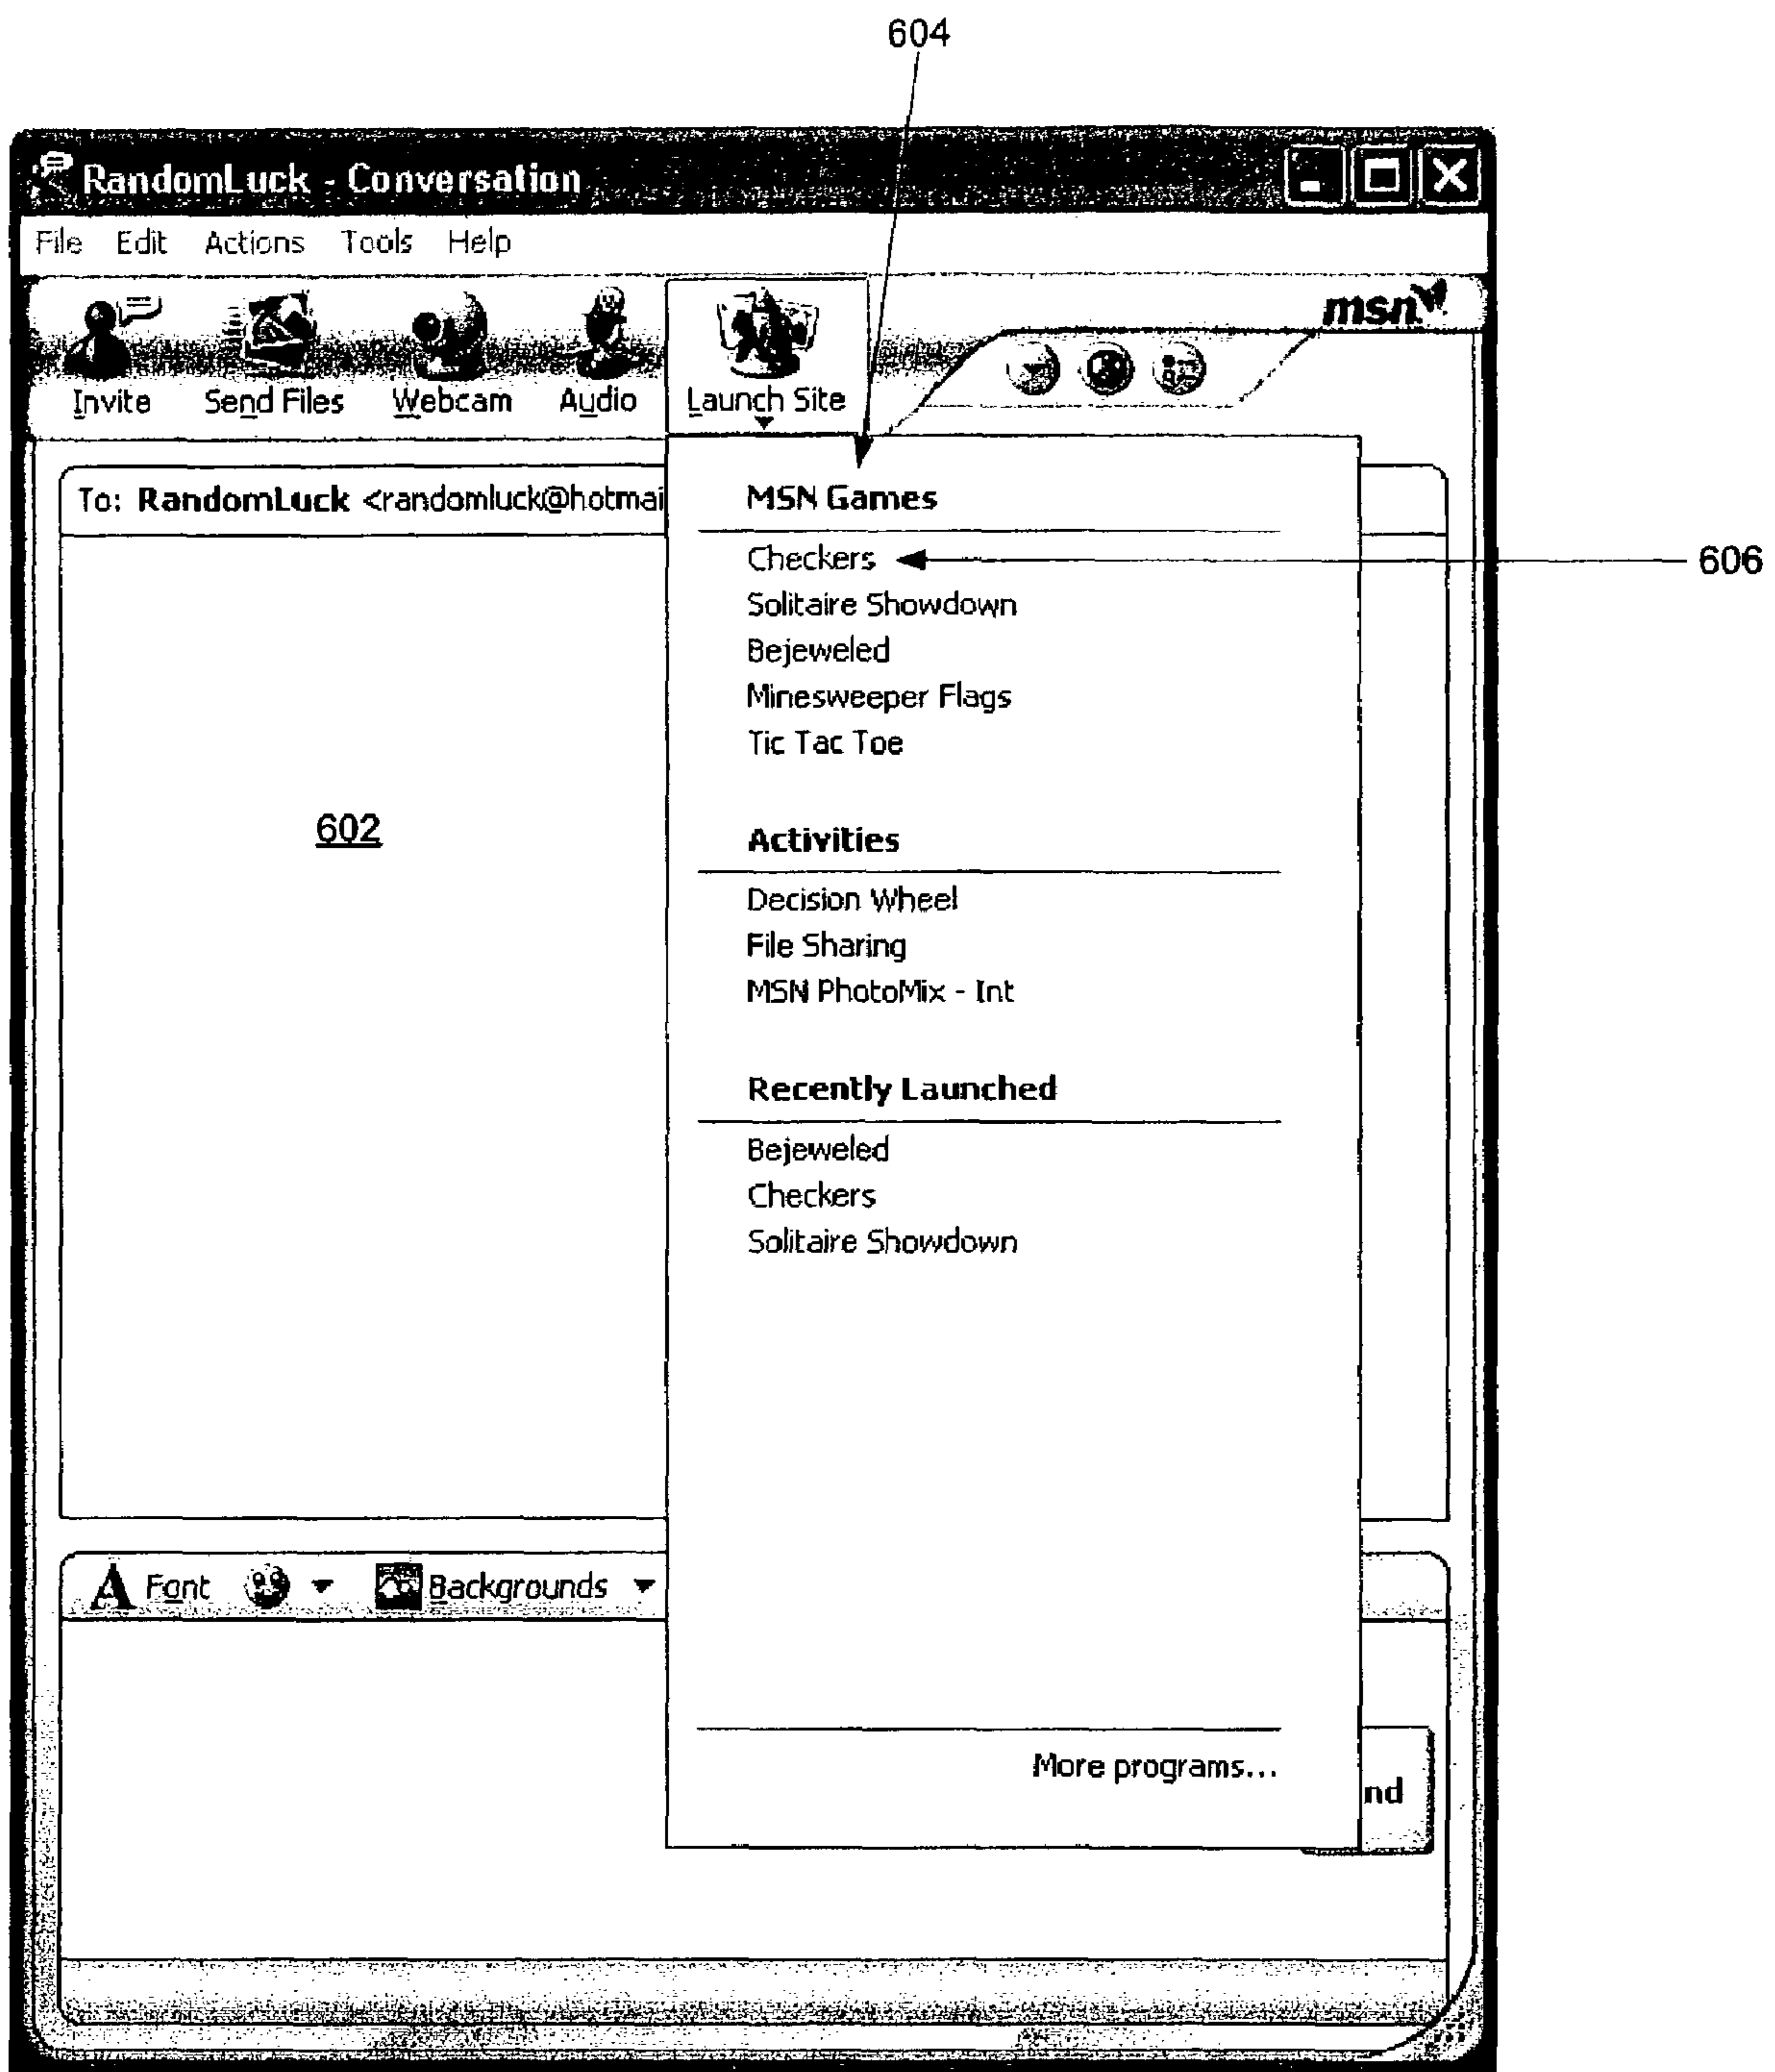 604
RandomLuck - Conversation
File Edit Actions Tools Help
msn
Invite Send Files Webcam Audio Launch Site
To: RandomLuck <randomluck@hotmai
MSN Games
Checkers
606
Solitaire Showdown
Bejeweled
Minesweeper Flags
Tic Tac Toe
602
Activities
Decision Wheel
File Sharing
MSN PhotoMix - Int
Recently Launched
Bejeweled
Checkers
Solitaire Showdown
A Font Backgrounds
More programs...
nd